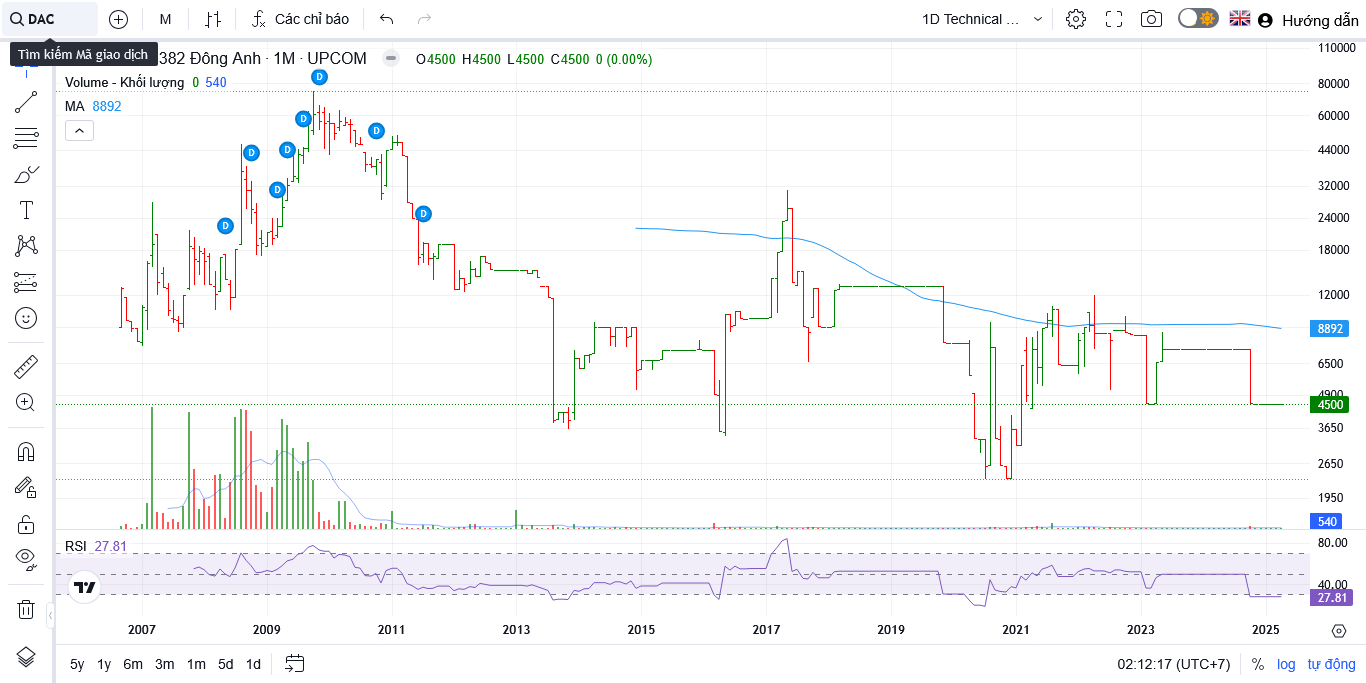 DAC
M
Các chỉ báo
1D Technical ...
Hướng dẫn
Tìm kiếm Mã giao dịch
382 Đông Anh · 1M · UPCOM
O4500 H4500 L4500 C4500 0 (0.00%)
Volume - Khối lượng 0 540
MA 8892
D
D
D
D
D
D
D
D
110000
80000
60000
44000
32000
24000
18000
12000
8892
6500
4900
4500
3650
2650
1950
540
RSI 27.81
80.00
40.00
27.81
2007 2009 2011 2013 2015 2017 2019 2021 2023 2025
5y 1y 6m 3m 1m 5d 1d
02:12:17 (UTC+7)
% log tự động